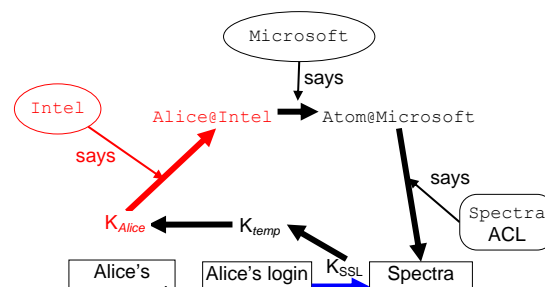 Microsoft
says
Intel
Alice@Intel
Atom@Microsoft
says
says
Spectra
ACL
KAlice
Ktemp
KSSL
Alice's
Alice's login
Spectra